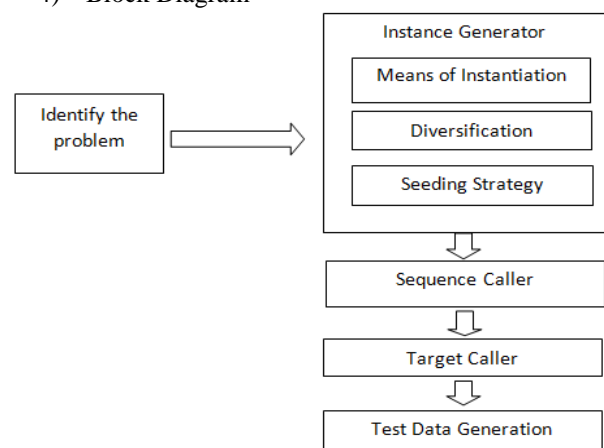 4) Block Diagram
Instance Generator
Means of Instantiation
Identify the
problem
Diversification
Seeding Strategy
Sequence Caller
Target Caller
Test Data Generation